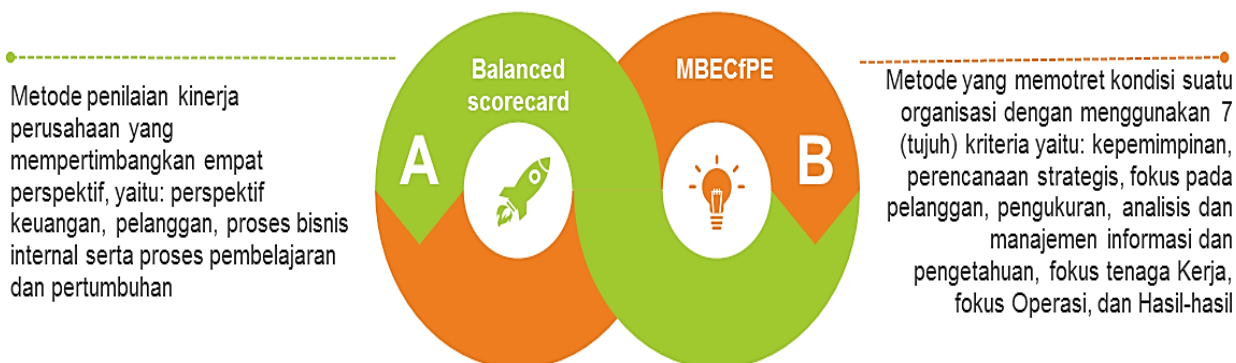 Metode penilaian kinerja
perusahaan yang
mempertimbangkan empat
perspektif, yaitu: perspektif
keuangan, pelanggan, proses bisnis
internal serta proses pembelajaran
dan pertumbuhan
Balanced
scorecard
A
MBECfPE
B
Metode yang memotret kondisi suatu
organisasi dengan menggunakan 7
(tujuh) kriteria yaitu: kepemimpinan,
perencanaan strategis, fokus pada
pelanggan, pengukuran, analisis dan
manajemen informasi dan
pengetahuan, fokus tenaga Kerja,
fokus Operasi, dan Hasil-hasil